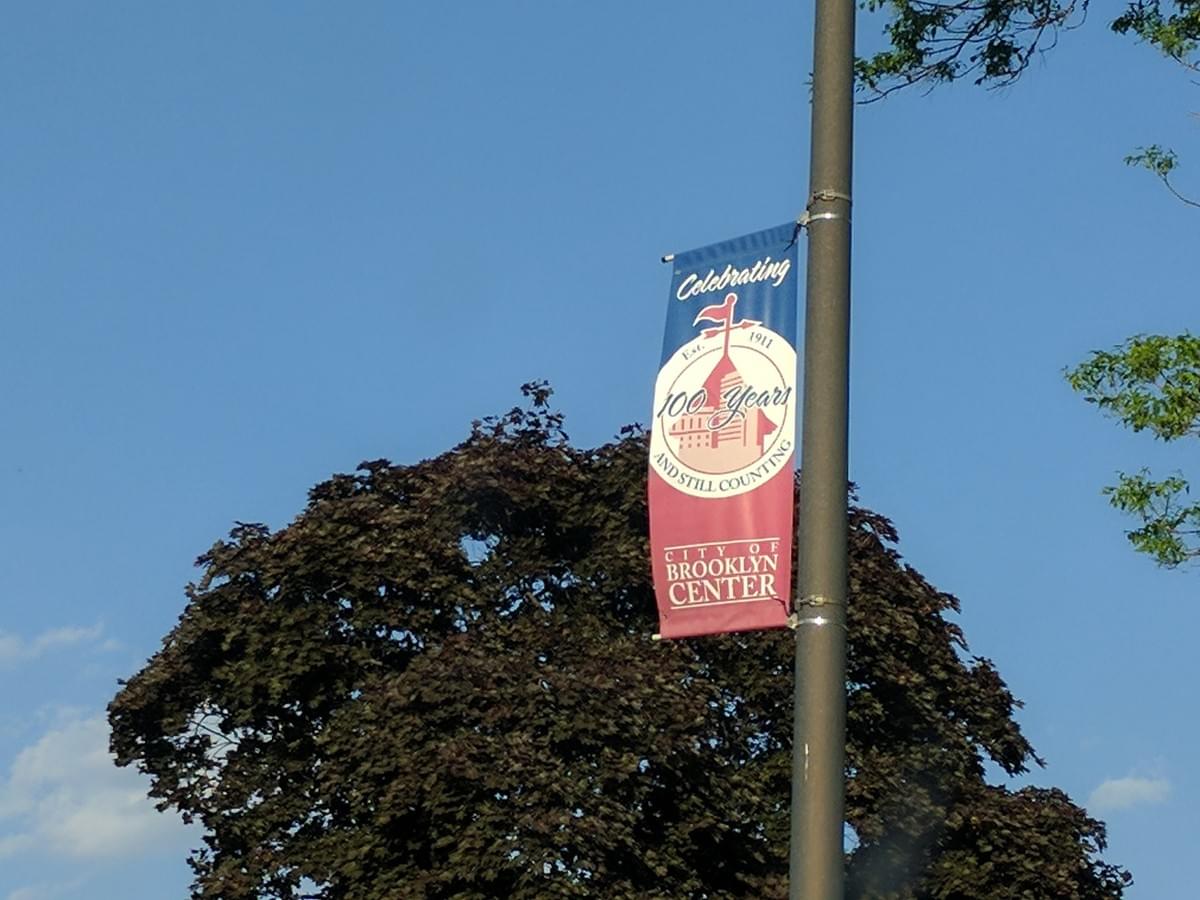 Celebrating
Est. 1911
100 Years
AND STILL COUNTING
CITY OF
BROOKLYN
CENTER